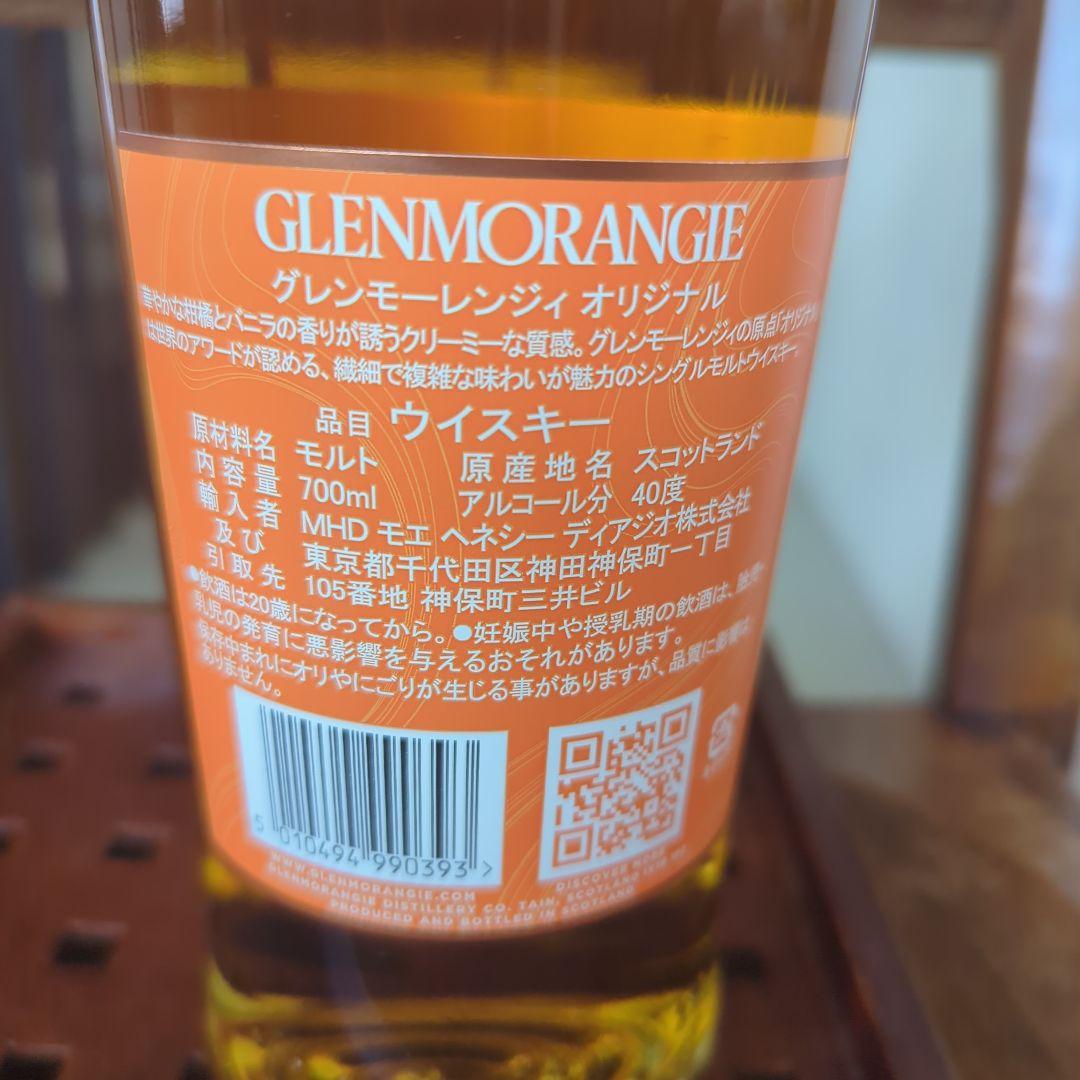 GLENMORANGIE
グレンモーレンジィ オリジナル
華やかな柑橘とバニラの香りが誘うクリーミーな質感。グレンモーレンジィの原点「オリジナル」
は世界のアワードが認める、繊細で複雑な味わいが魅力のシングルモルトウイスキー。
品目 ウイスキー
原材料名 モルト 原産地名 スコットランド
内容量 700ml アルコール分 40度
輸入者 MHD モエ ヘネシー ディアジオ株式会社
及び 東京都千代田区神田神保町一丁目
引取先 105番地 神保町三井ビル
●飲酒は20歳になってから。●妊娠中や授乳期の飲酒は、胎児・
乳児の発育に悪影響を与えるおそれがあります。
保存中まれにオリやにごりが生じる事がありますが、品質に影響は
ありません。
5 010494 990393 >
WWW.GLENMORANGIE.COM
DISCOVER MORE
GLENMORANGIE DISTILLERY CO. TAIN, SCOTLAND IV19 1PZ
PRODUCED AND BOTTLED IN SCOTLAND